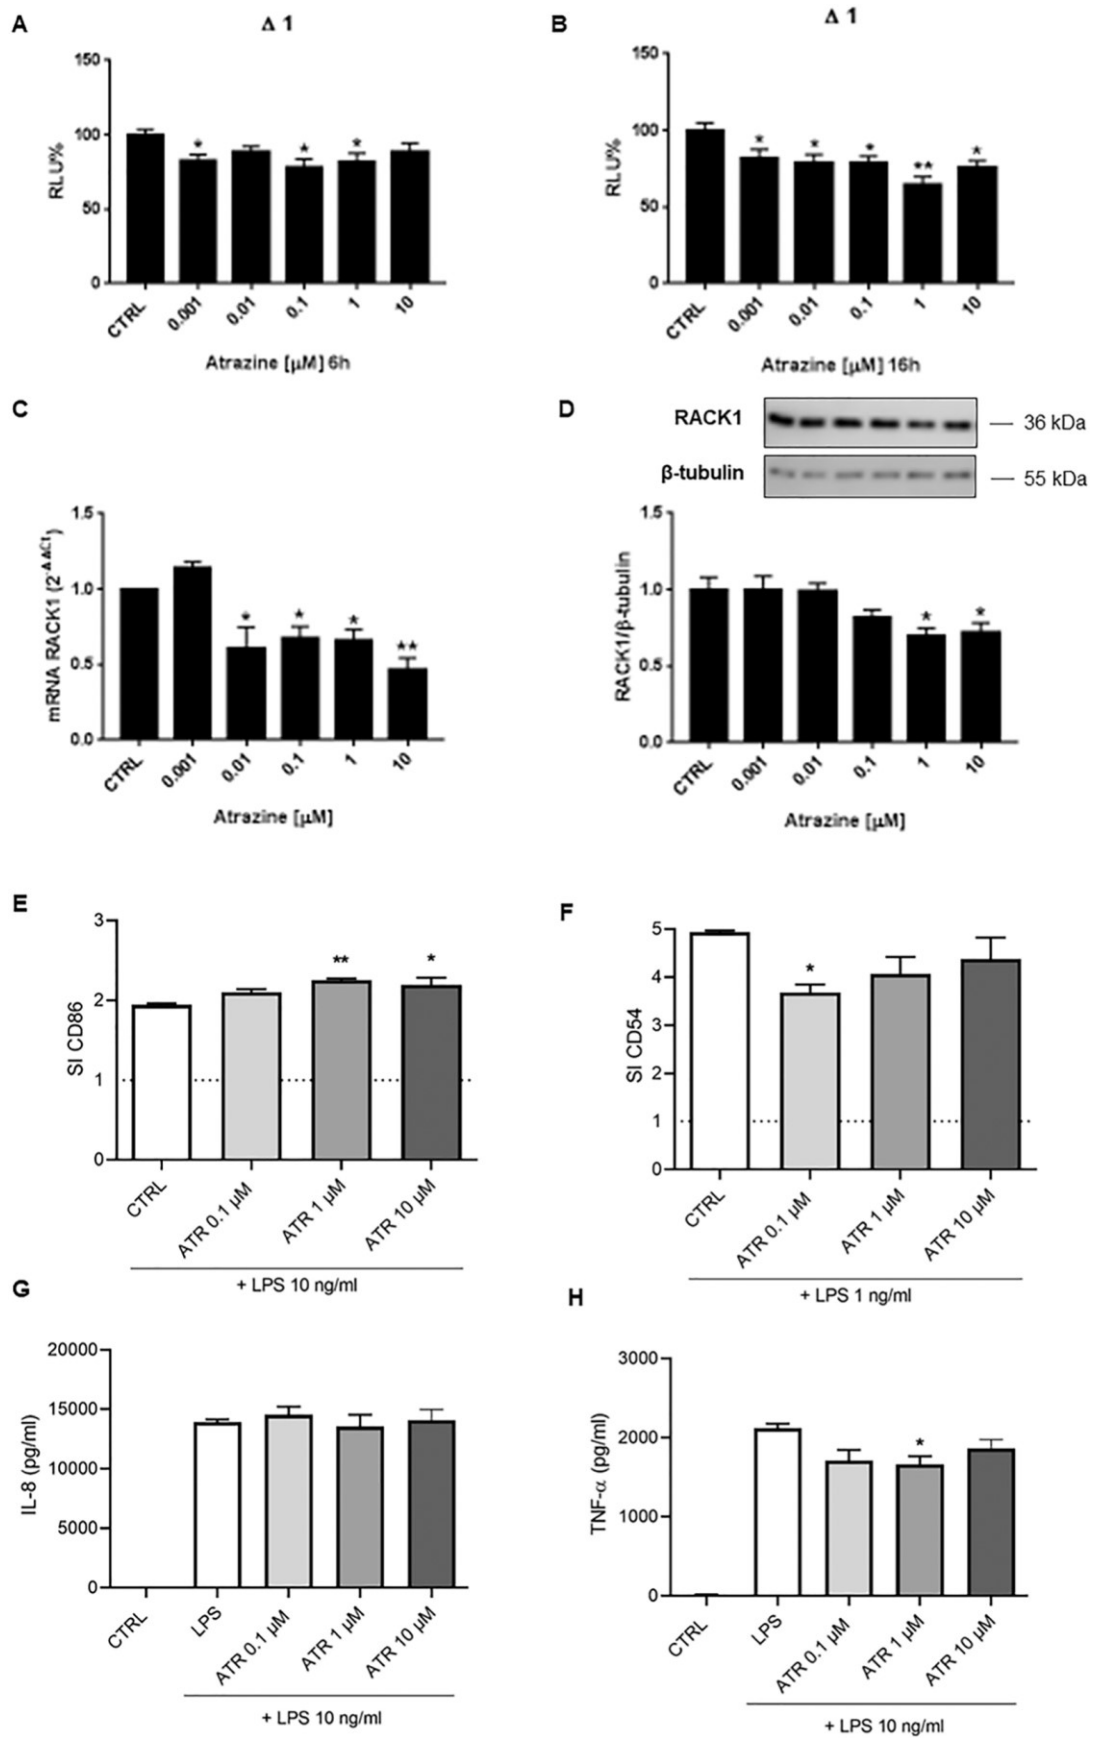 A
Δ 1
RLU%
150
100
50
0
* * *
CTRL 0.001 0.01 0.1 1 10
Atrazine [μM] 6h
B
Δ 1
RLU%
150
100
50
0
* * * ** *
CTRL 0.001 0.01 0.1 1 10
Atrazine [μM] 16h
C
mRNA RACK1 (2^-ΔΔCt)
1.5
1.0
0.5
0.0
* * * **
CTRL 0.001 0.01 0.1 1 10
Atrazine [μM]
D
RACK1 — 36 kDa
β-tubulin — 55 kDa
RACK1/β-tubulin
1.5
1.0
0.5
0.0
* *
CTRL 0.001 0.01 0.1 1 10
Atrazine [μM]
E
SI CD86
3
2
1
0
** *
CTRL ATR 0.1 μM ATR 1 μM ATR 10 μM
+ LPS 10 ng/ml
F
SI CD54
5
4
3
2
1
0
*
CTRL ATR 0.1 μM ATR 1 μM ATR 10 μM
+ LPS 1 ng/ml
G
IL-8 (pg/ml)
20000
15000
10000
5000
0
CTRL LPS ATR 0.1 μM ATR 1 μM ATR 10 μM
+ LPS 10 ng/ml
H
TNF-α (pg/ml)
3000
2000
1000
0
*
CTRL LPS ATR 0.1 μM ATR 1 μM ATR 10 μM
+ LPS 10 ng/ml